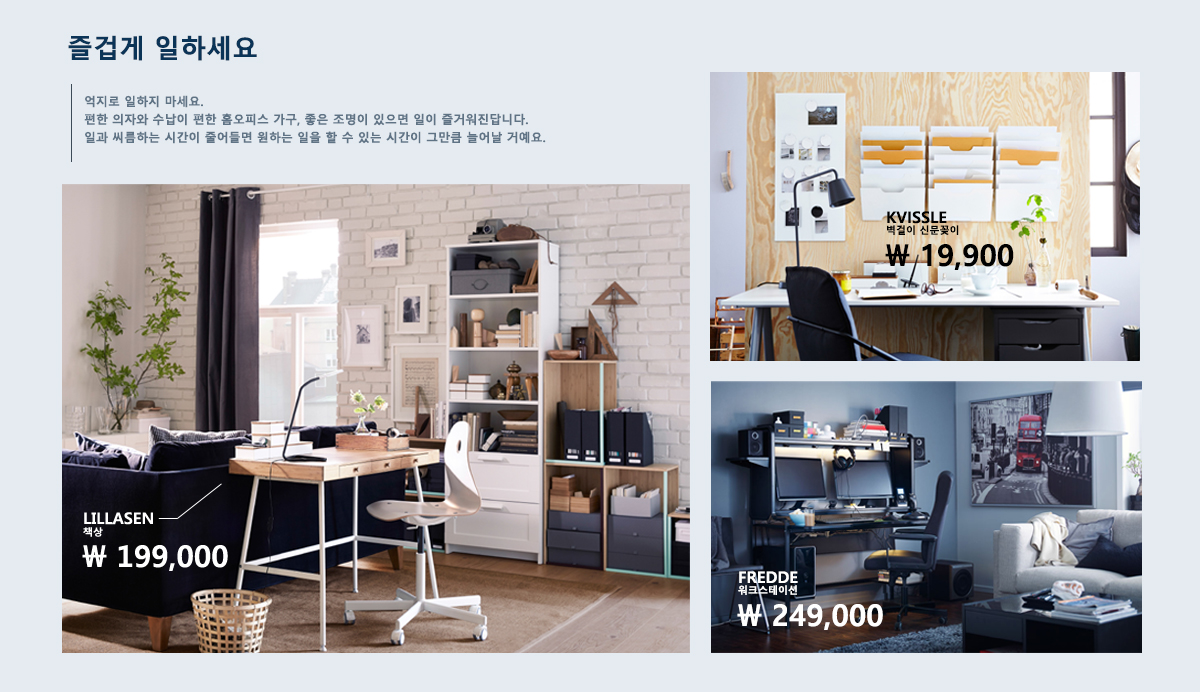 즐겁게 일하세요
억지로 일하지 마세요.
편한 의자와 수납이 편한 홈오피스 가구, 좋은 조명이 있으면 일이 즐거워진답니다.
일과 씨름하는 시간이 줄어들면 원하는 일을 할 수 있는 시간이 그만큼 늘어날 거예요.
KVISSLE
벽걸이 신문꽂이
₩ 19,900
LILLASEN
책상
₩ 199,000
FREDDE
워크스테이션
₩ 249,000